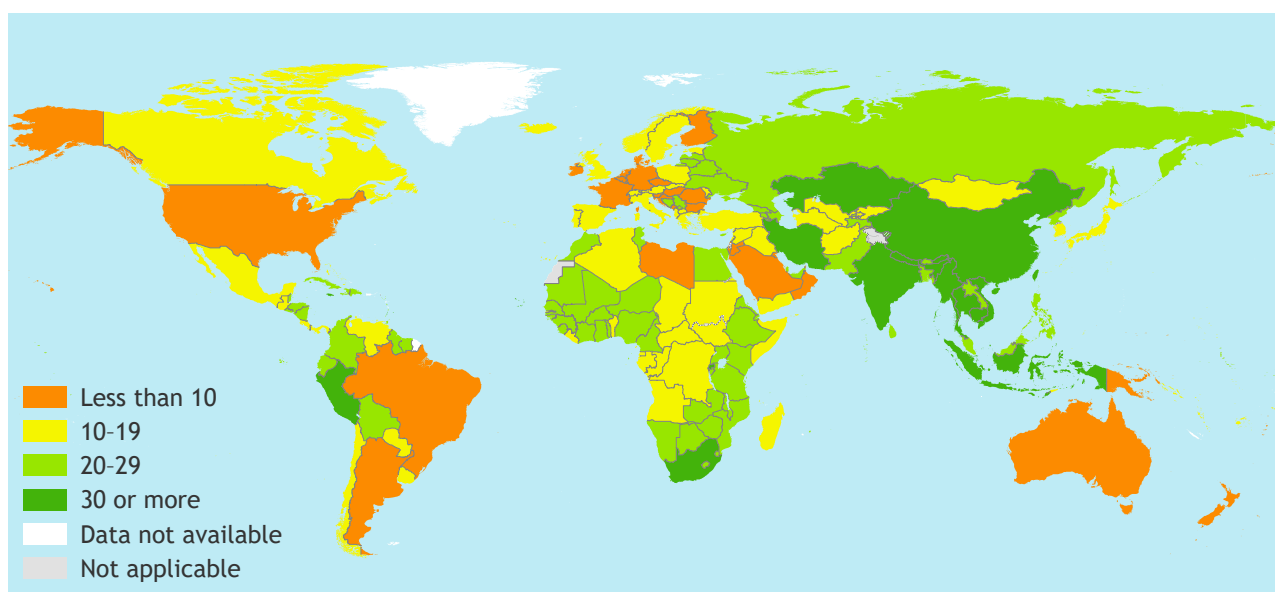 Less than 10
10–19
20–29
30 or more
Data not available
Not applicable